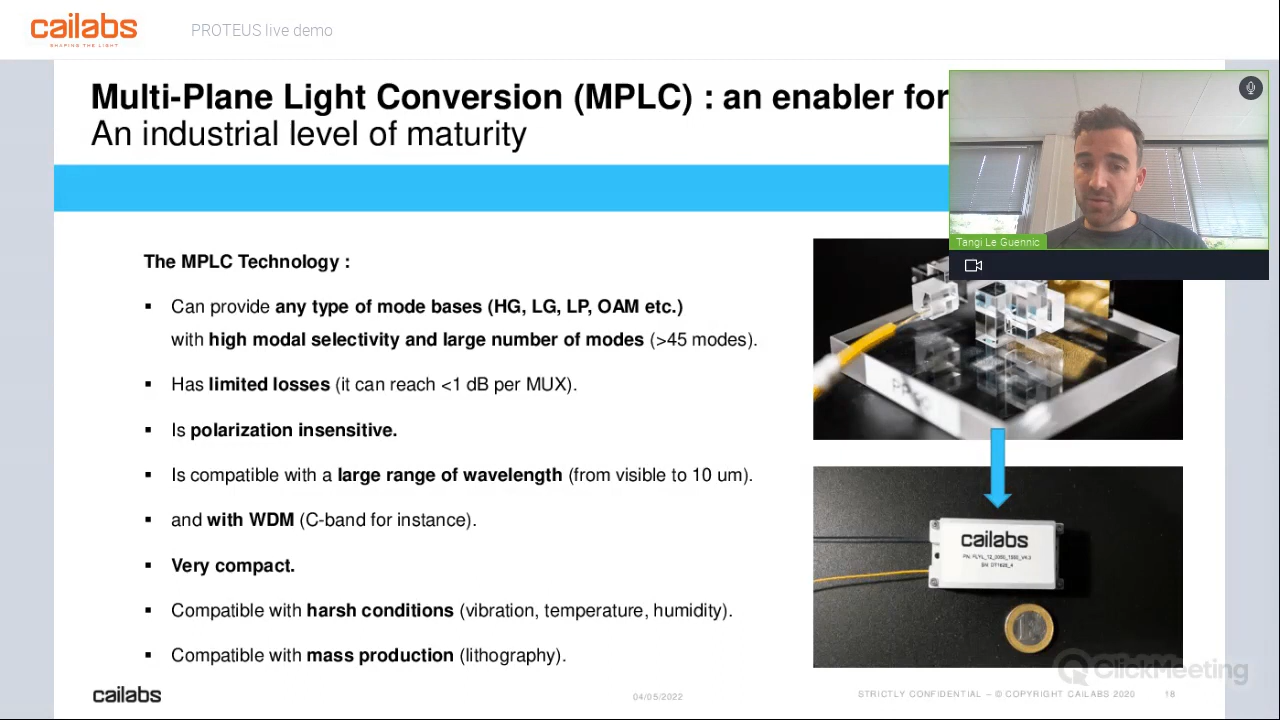 cailabs
SHAPING THE LIGHT
PROTEUS live demo
Multi-Plane Light Conversion (MPLC) : an enabler for
An industrial level of maturity
Tangi Le Guennic
The MPLC Technology :
▪ Can provide any type of mode bases (HG, LG, LP, OAM etc.)
with high modal selectivity and large number of modes (>45 modes).
▪ Has limited losses (it can reach <1 dB per MUX).
▪ Is polarization insensitive.
▪ Is compatible with a large range of wavelength (from visible to 10 um).
▪ and with WDM (C-band for instance).
▪ Very compact.
▪ Compatible with harsh conditions (vibration, temperature, humidity).
▪ Compatible with mass production (lithography).
cailabs
ClickMeeting
cailabs
04/05/2022
STRICTLY CONFIDENTIAL – © COPYRIGHT CAILABS 2020
18